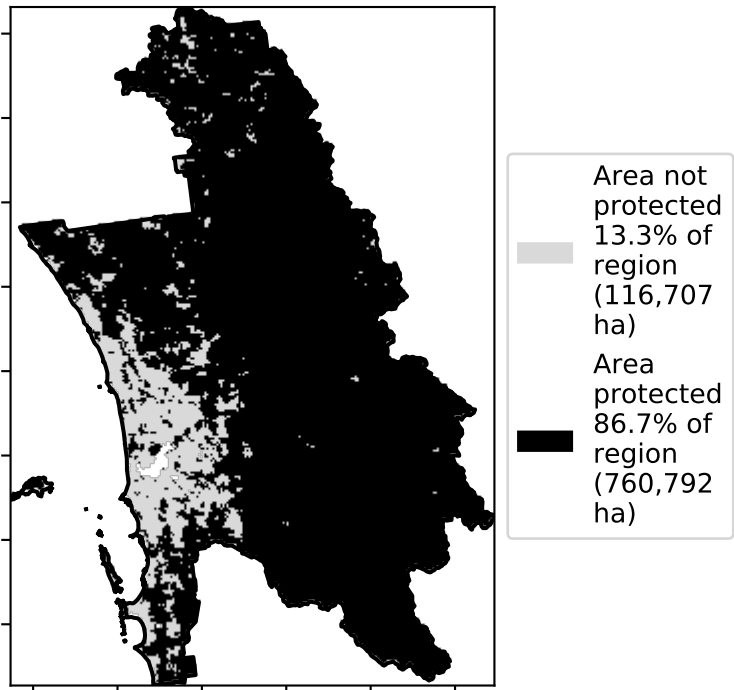 Area not
protected
13.3% of
region
(116,707
ha)
Area
protected
86.7% of
region
(760,792
ha)